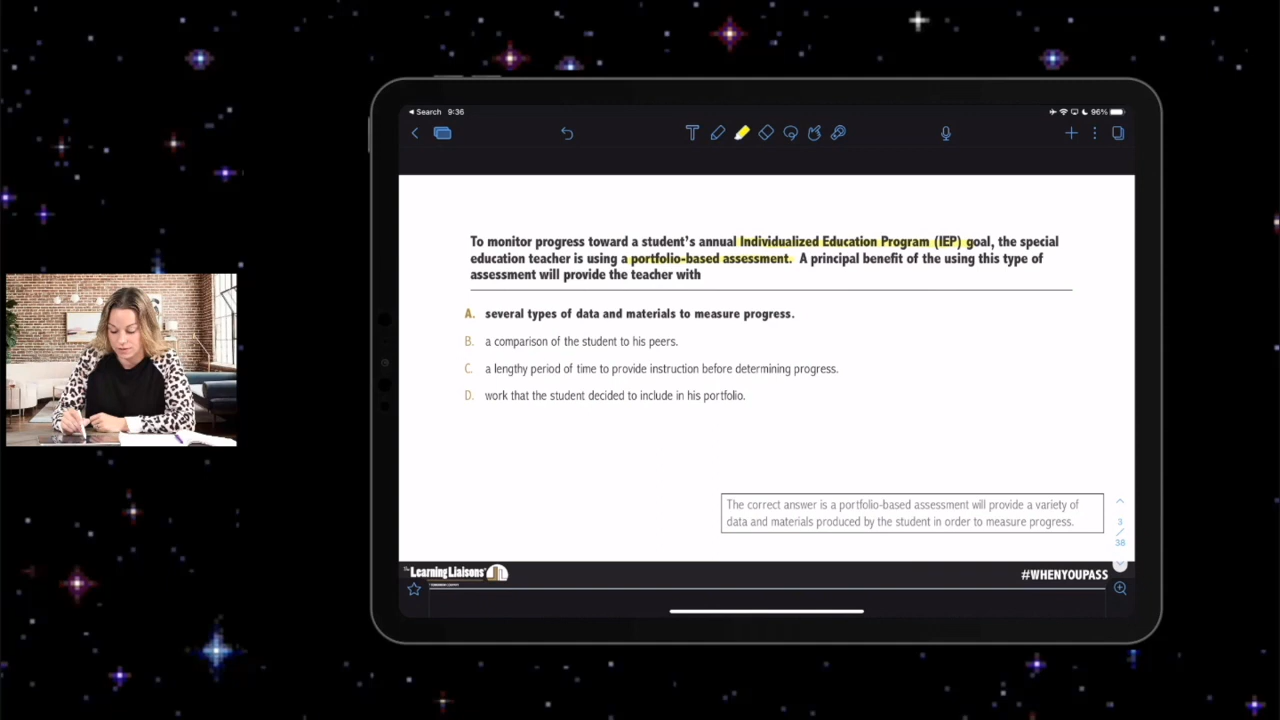 Search 9:36
96%
To monitor progress toward a student's annual Individualized Education Program (IEP) goal, the special
education teacher is using a portfolio-based assessment. A principal benefit of the using this type of
assessment will provide the teacher with
A. several types of data and materials to measure progress.
B. a comparison of the student to his peers.
C. a lengthy period of time to provide instruction before determining progress.
D. work that the student decided to include in his portfolio.
The correct answer is a portfolio-based assessment will provide a variety of
data and materials produced by the student in order to measure progress.
3
/
38
The Learning Liaisons
#WHENYOUPASS